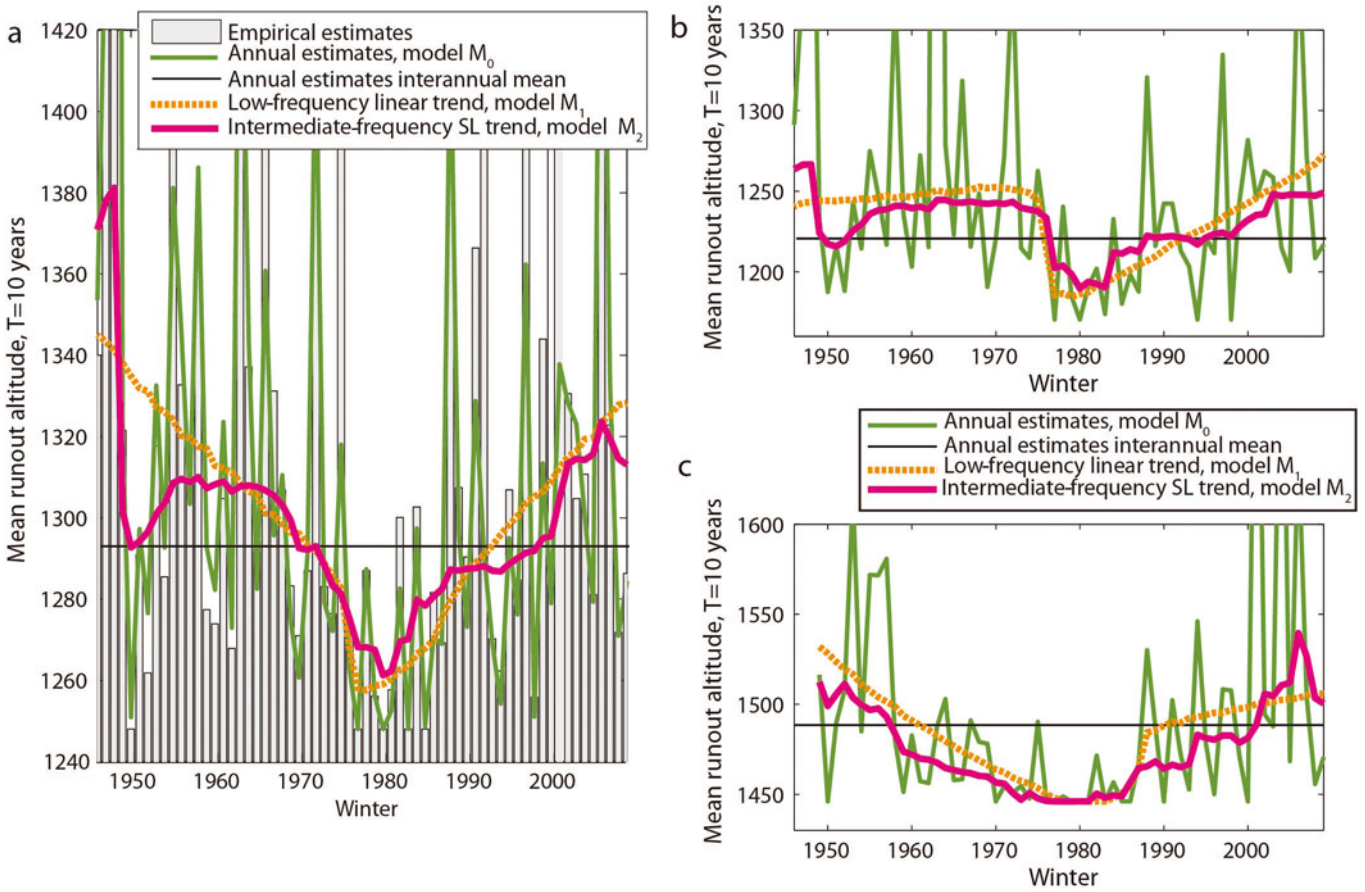 a
1420
1400
1380
1360
1340
1320
1300
1280
1260
1240
Mean runout altitude, T=10 years
Empirical estimates
Annual estimates, model M0
Annual estimates interannual mean
Low-frequency linear trend, model M1
Intermediate-frequency SL trend, model M2
1950 1960 1970 1980 1990 2000
Winter
b
1350
1300
1250
1200
Mean runout altitude, T=10 years
1950 1960 1970 1980 1990 2000
Winter
Annual estimates, model M0
Annual estimates interannual mean
Low-frequency linear trend, model M1
Intermediate-frequency SL trend, model M2
c
1600
1550
1500
1450
Mean runout altitude, T=10 years
1950 1960 1970 1980 1990 2000
Winter